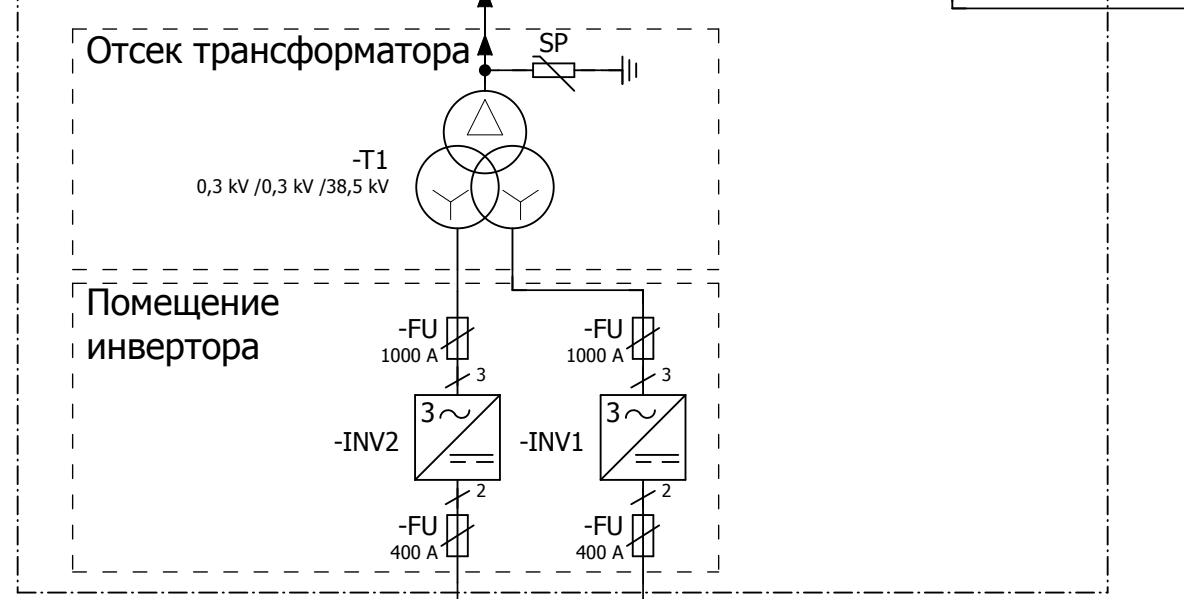 Отсек трансформатора
SP
-T1
0,3 kV /0,3 kV /38,5 kV
Помещение
инвертора
-FU
1000 A
-FU
1000 A
3
3
3
3
-INV2
-INV1
2
2
-FU
400 A
-FU
400 A